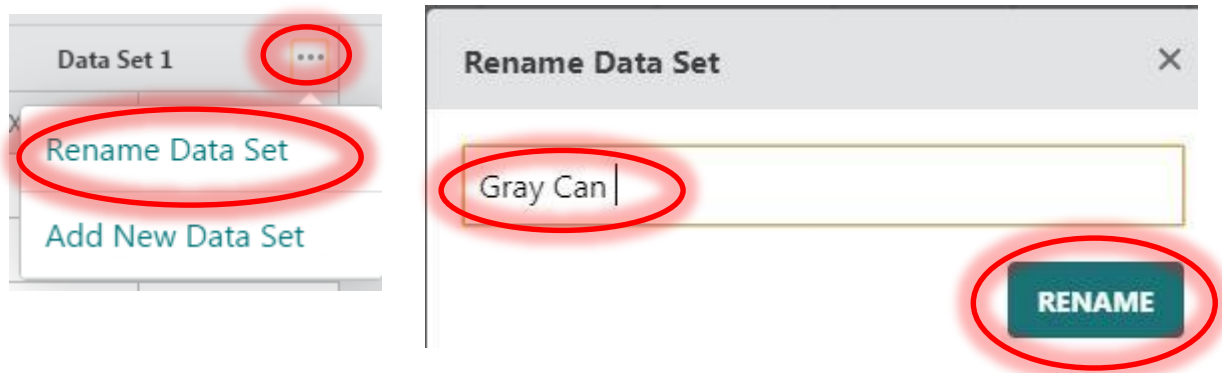 Data Set 1 ...
X
Rename Data Set
Add New Data Set
Rename Data Set ×
Gray Can
RENAME